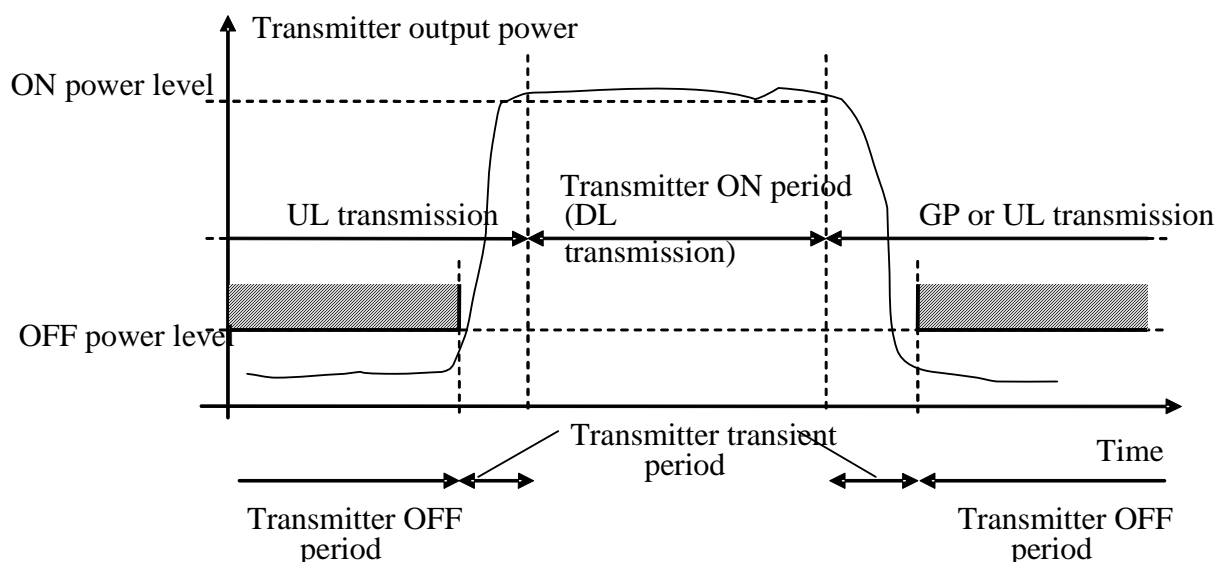 Transmitter output power
ON power level
Transmitter ON period
UL transmission
(DL
transmission)
GP or UL transmission
OFF power level
Transmitter transient
period
Time
Transmitter OFF
period
Transmitter OFF
period